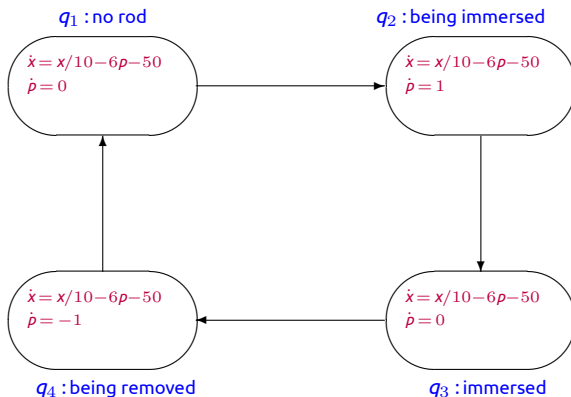 q₁ : no rod
q₂ : being immersed
ẋ = x/10−6p−50
ṗ = 0
ẋ = x/10−6p−50
ṗ = 1
ẋ = x/10−6p−50
ṗ = −1
ẋ = x/10−6p−50
ṗ = 0
q₄ : being removed
q₃ : immersed